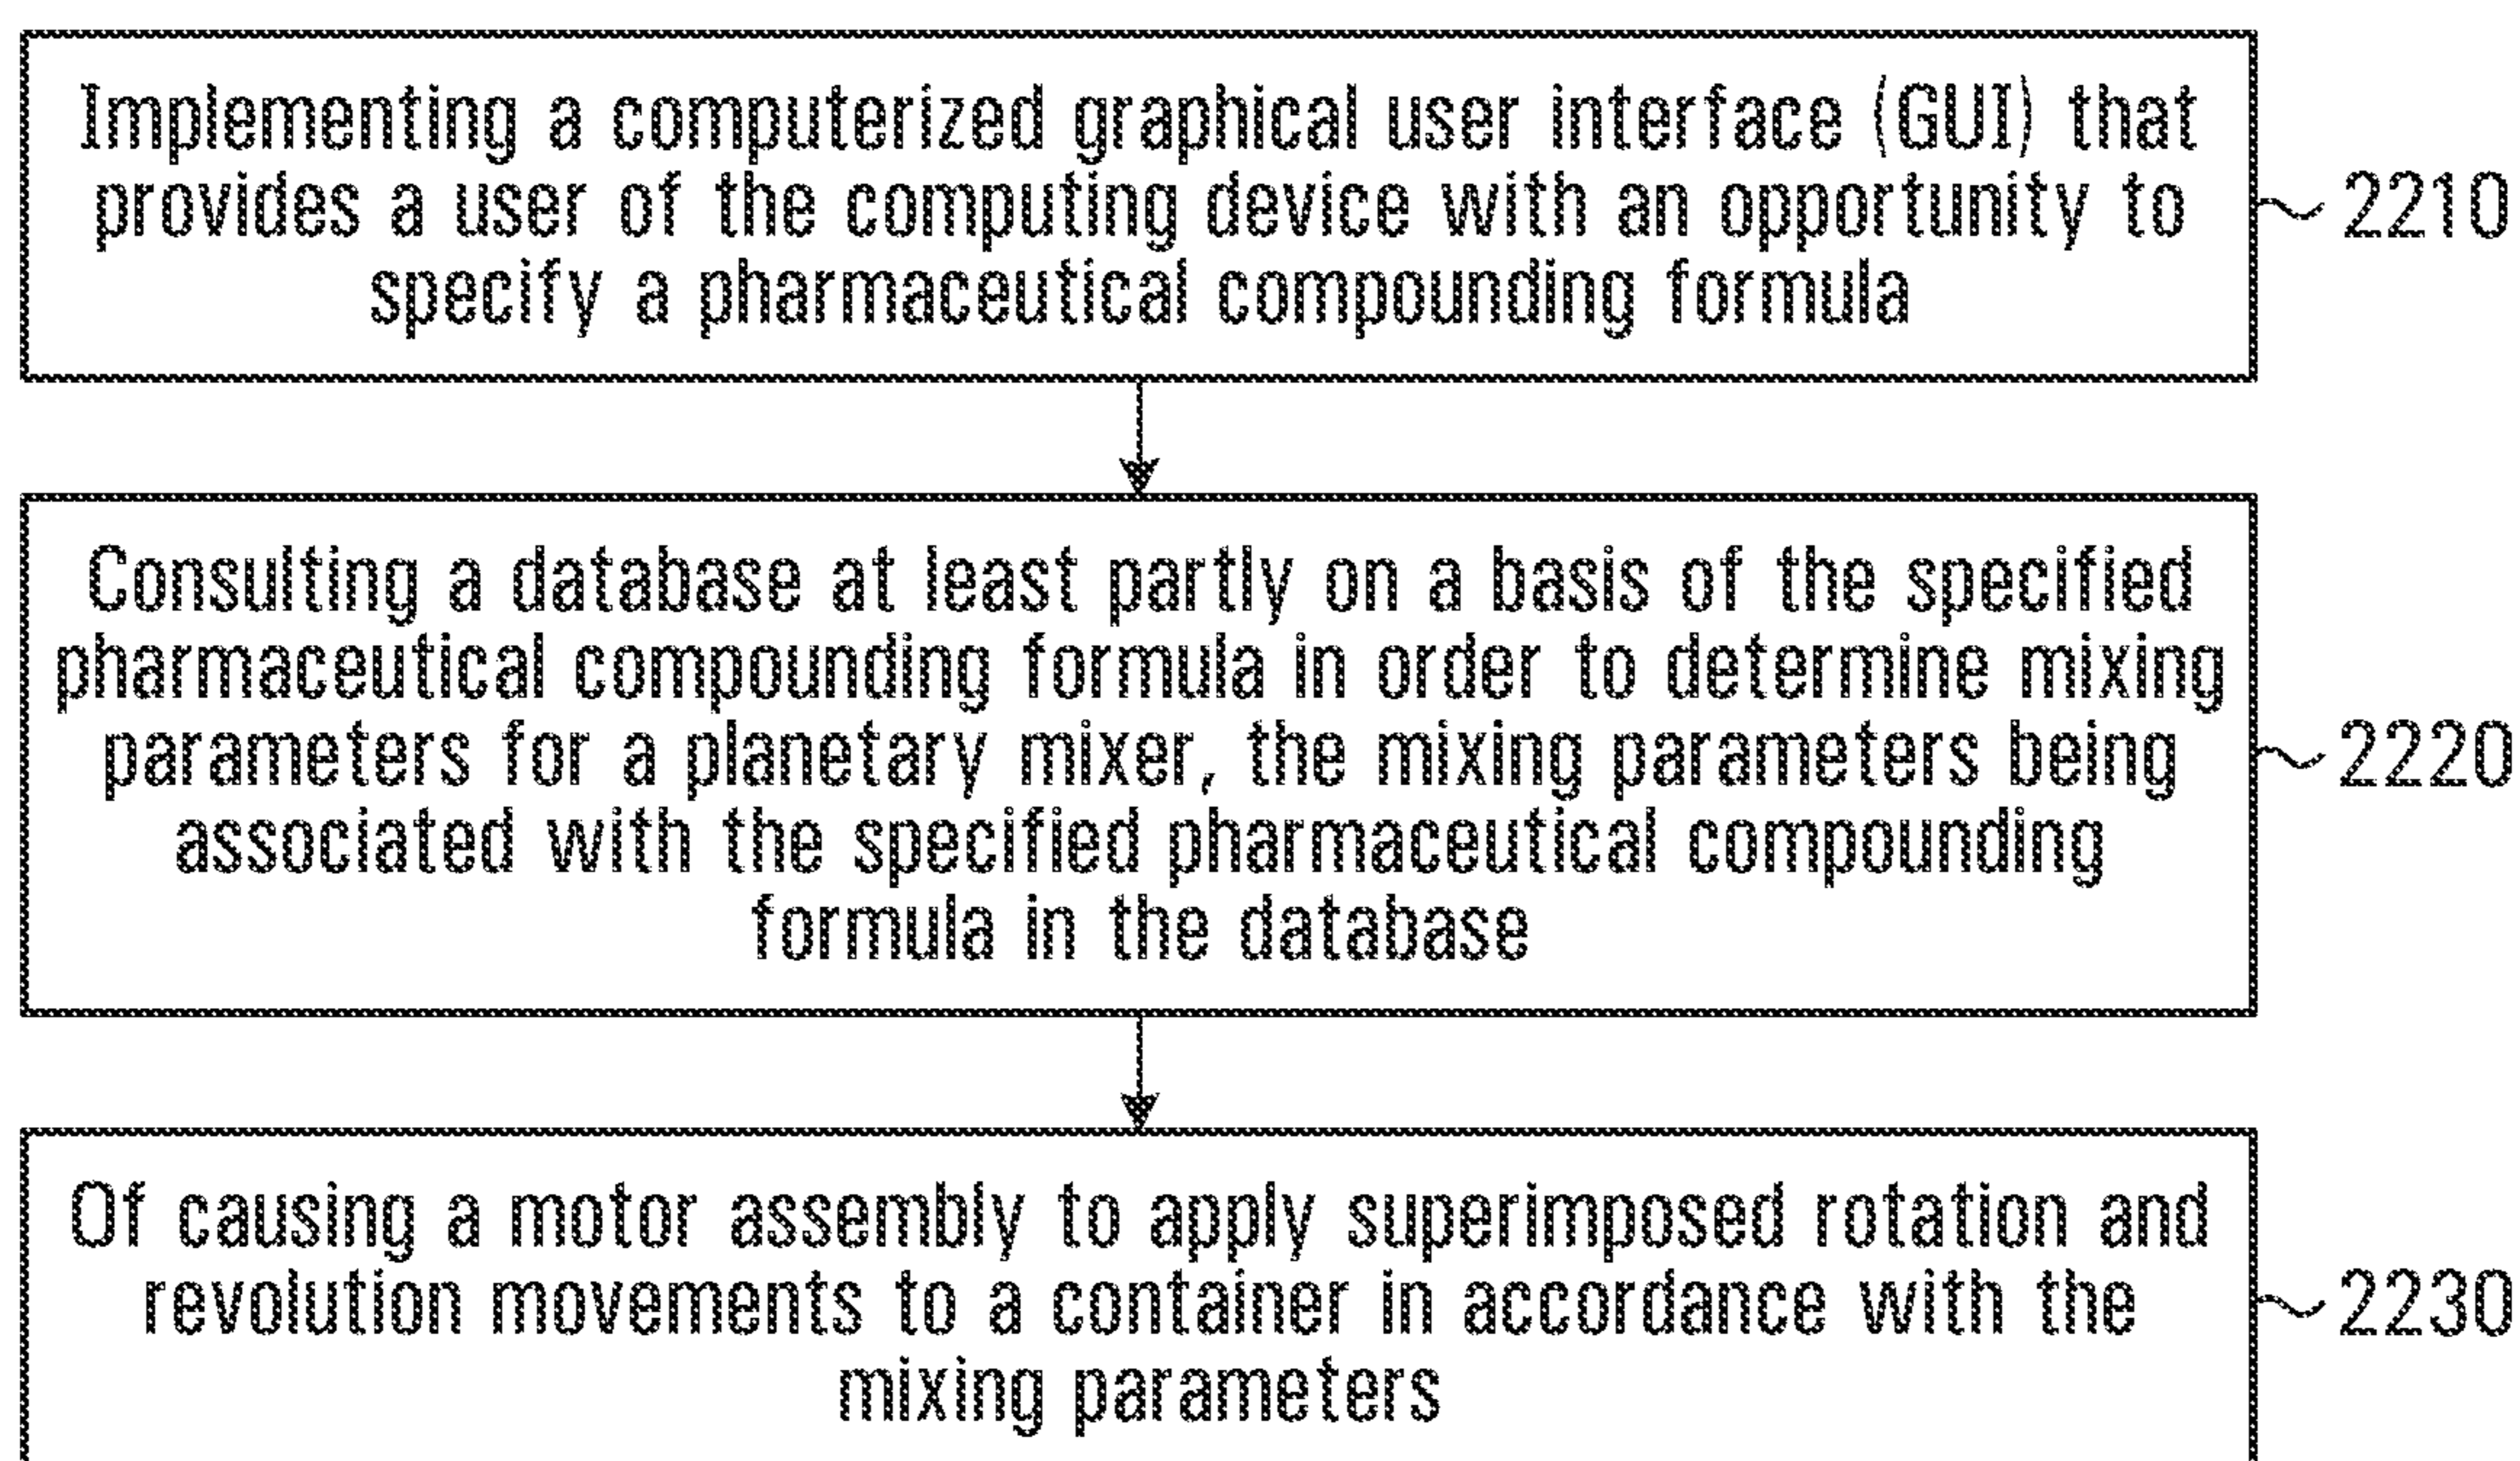 Implementing a computerized graphical user interface (GUI) that
provides a user of the computing device with an opportunity to
specify a pharmaceutical compounding formula
2210
Consulting a database at least partly on a basis of the specified
pharmaceutical compounding formula in order to determine mixing
parameters for a planetary mixer, the mixing parameters being
associated with the specified pharmaceutical compounding
formula in the database
2220
Of causing a motor assembly to apply superimposed rotation and
revolution movements to a container in accordance with the
mixing parameters
2230